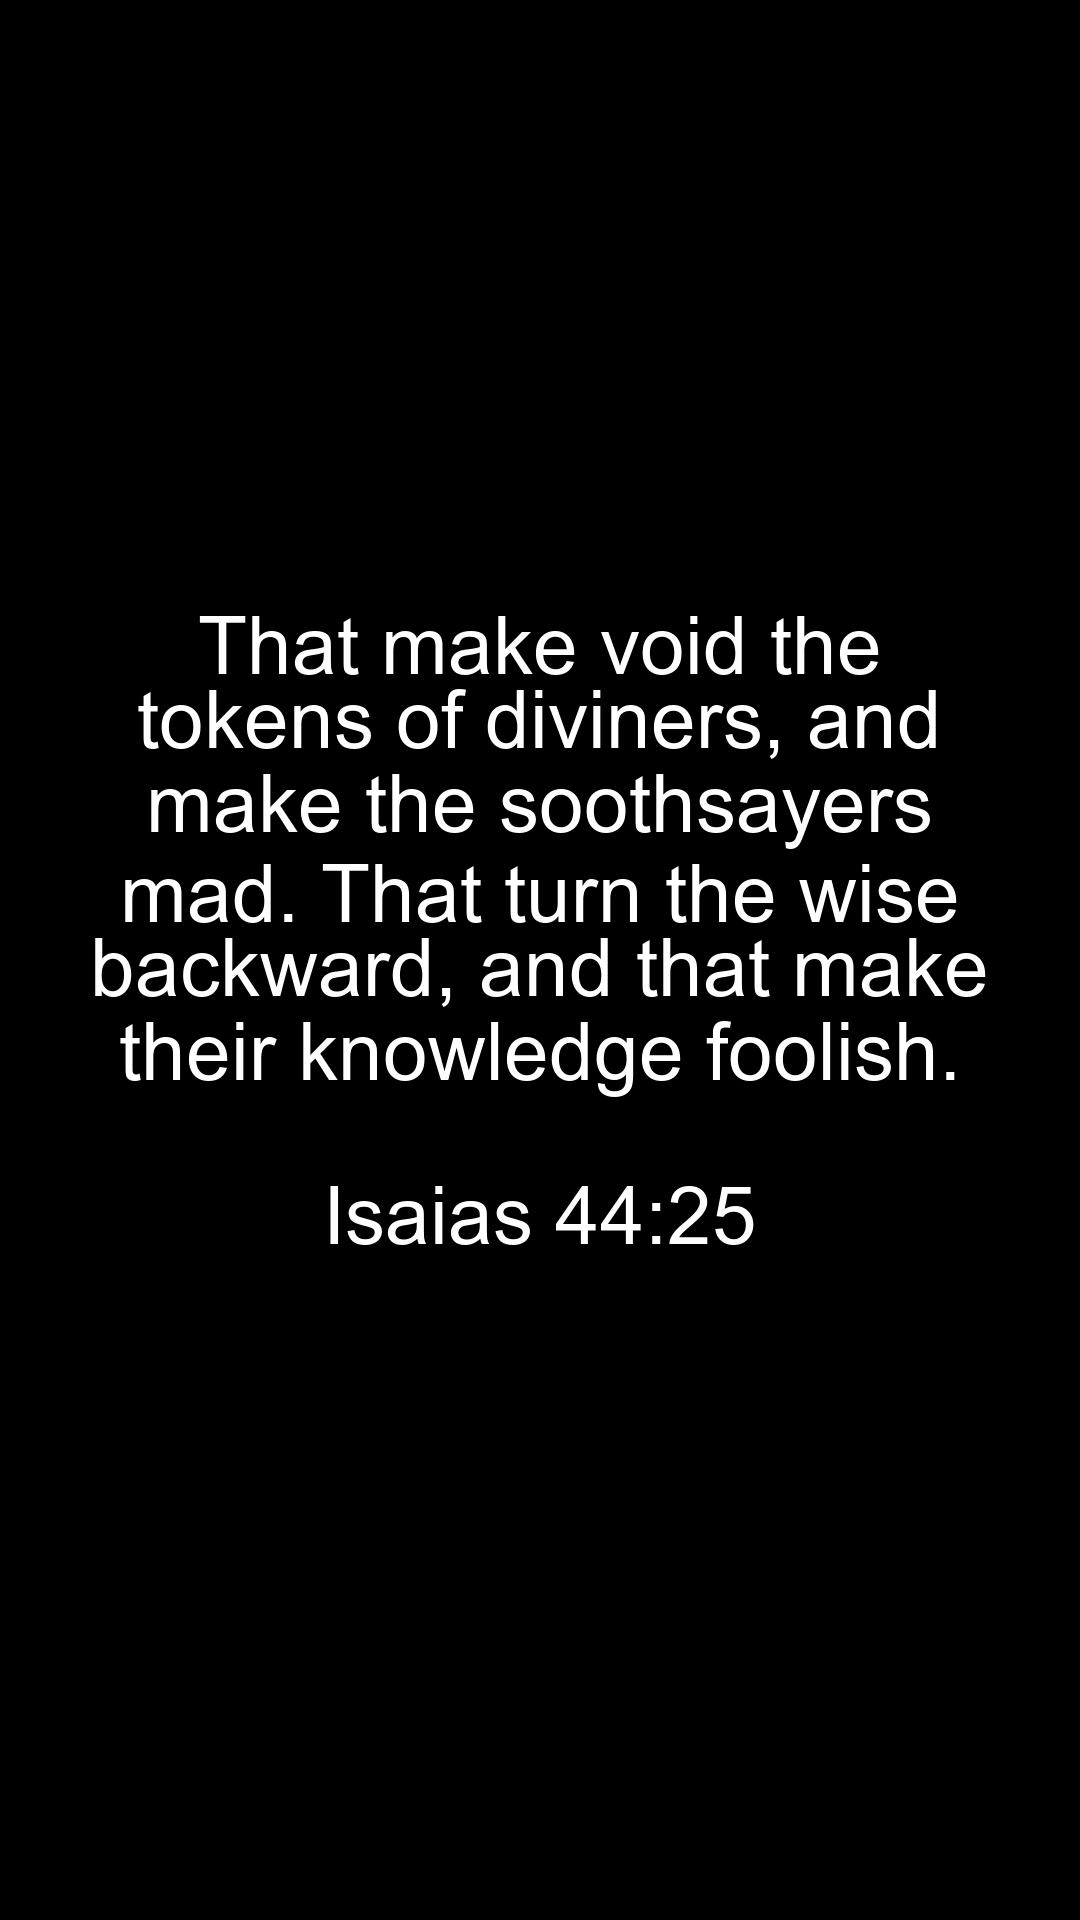 That make void the
tokens of diviners, and
make the soothsayers
mad. That turn the wise
backward, and that make
their knowledge foolish.
Isaias 44:25